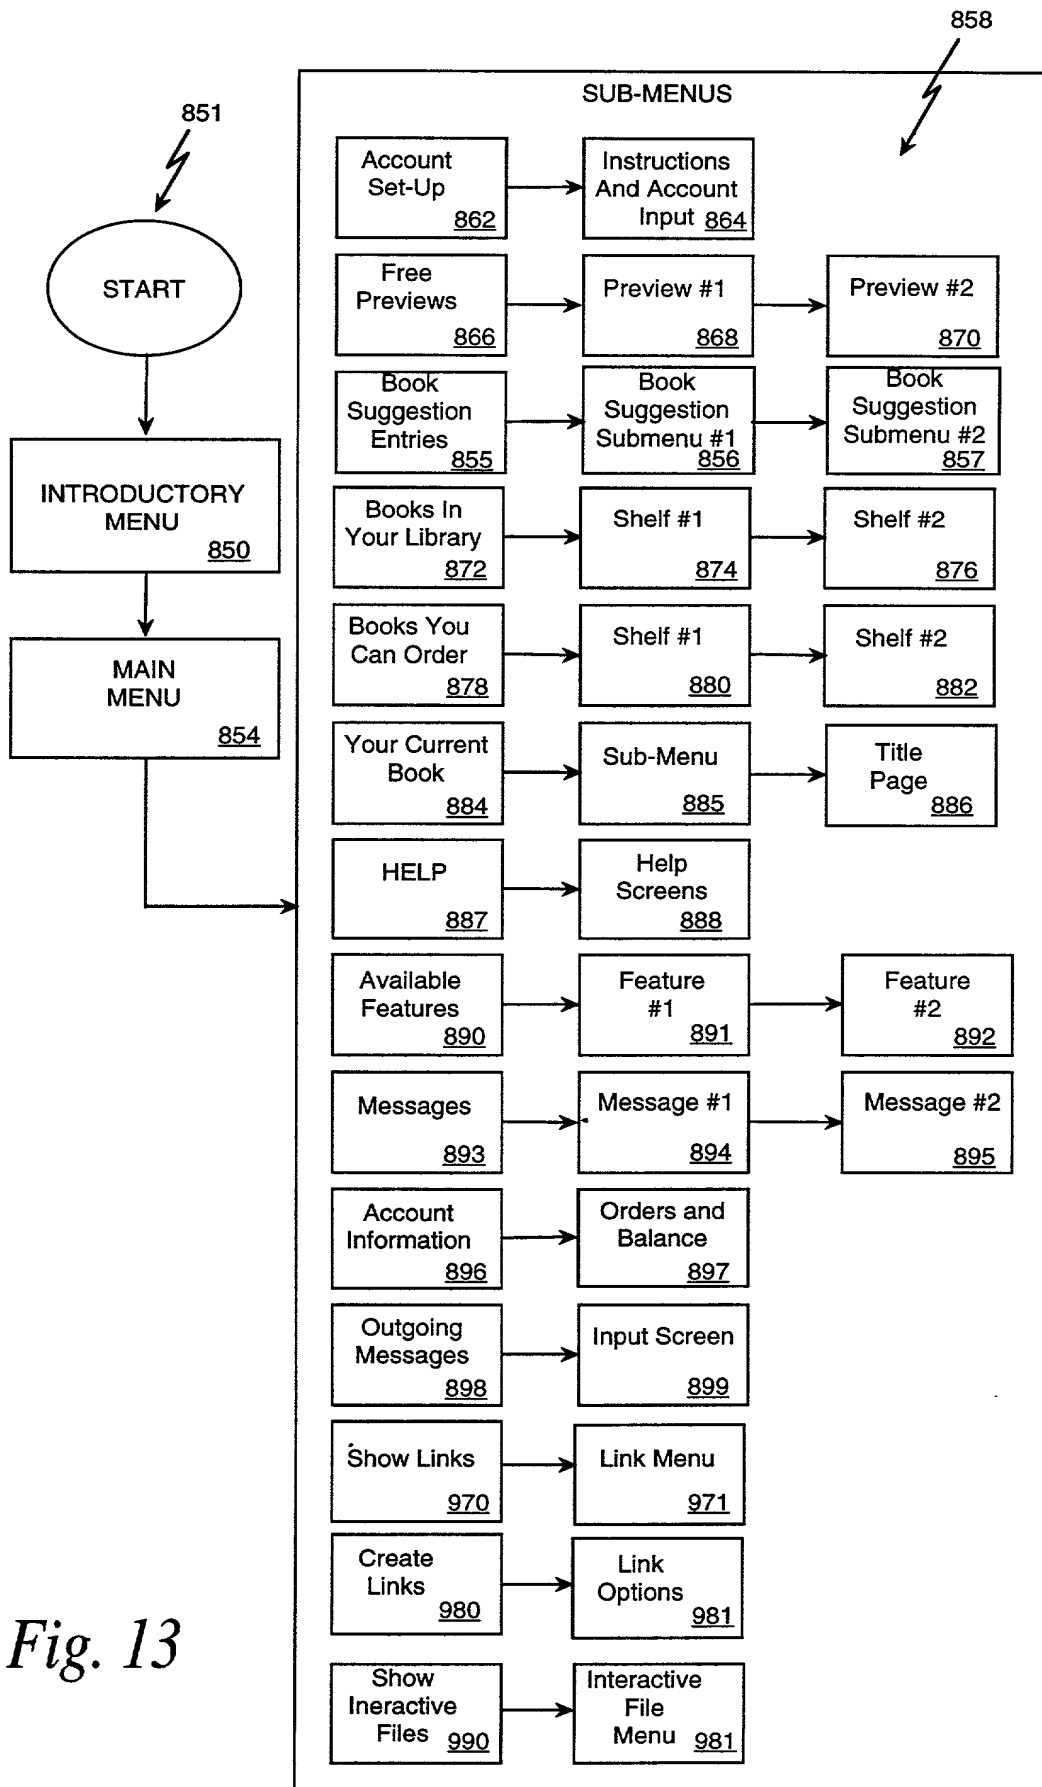 858
SUB-MENUS
851
START
INTRODUCTORY
MENU
850
MAIN
MENU
854
Account
Set-Up
862
Instructions
And Account
Input 864
Free
Previews
866
Preview #1
868
Preview #2
870
Book
Suggestion
Entries
855
Book
Suggestion
Submenu #1
856
Book
Suggestion
Submenu #2
857
Books In
Your Library
872
Shelf #1
874
Shelf #2
876
Books You
Can Order
878
Shelf #1
880
Shelf #2
882
Your Current
Book
884
Sub-Menu
885
Title
Page
886
HELP
887
Help
Screens
888
Available
Features
890
Feature
#1
891
Feature
#2
892
Messages
893
Message #1
894
Message #2
895
Account
Information
896
Orders and
Balance
897
Outgoing
Messages
898
Input Screen
899
Show Links
970
Link Menu
971
Create
Links
980
Link
Options
981
Show
Ineractive
Files
990
Interactive
File
Menu 981
Fig. 13